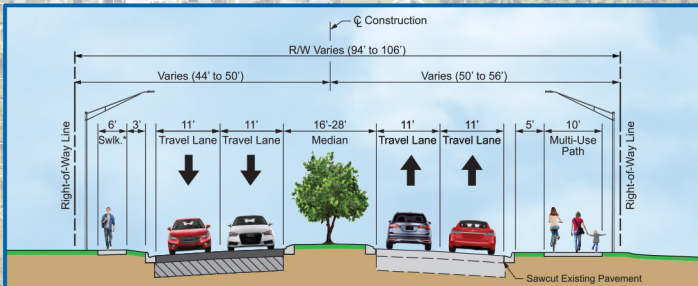 ℄ Construction
R/W Varies (94' to 106')
Varies (44' to 50')
Varies (50' to 56')
6'
3'
11'
11'
16'-28'
11'
11'
5'
10'
Swlk.*
Travel Lane
Travel Lane
Median
Travel Lane
Travel Lane
Multi-Use
Path
Right-of-Way Line
Right-of-Way Line
Sawcut Existing Pavement